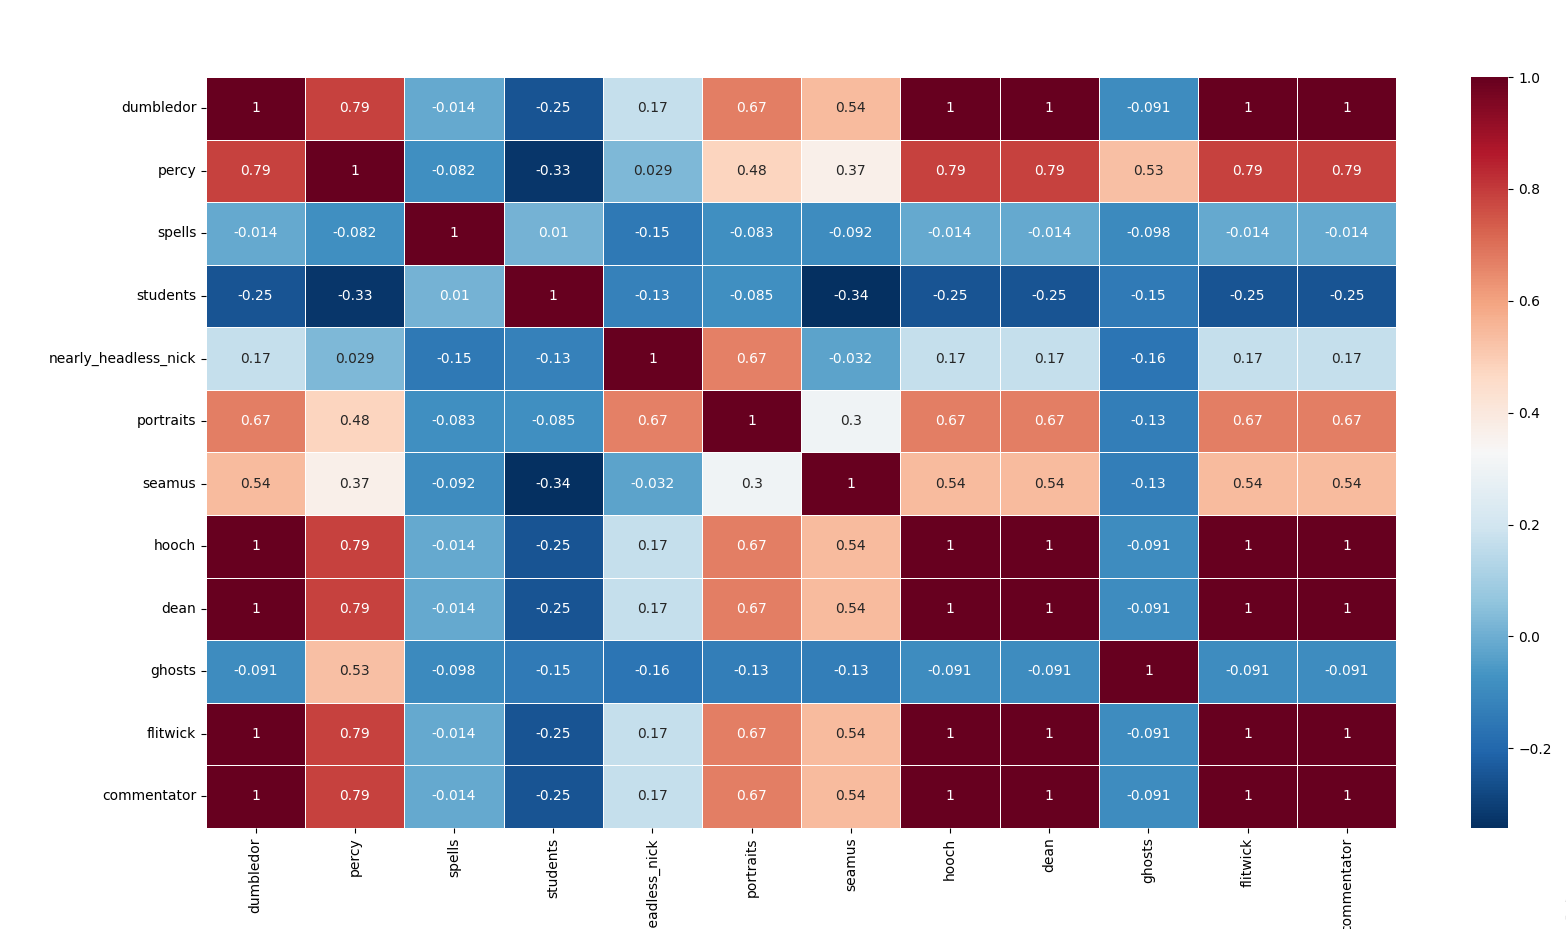 dumbledor 1 0.79 -0.014 -0.25 0.17 0.67 0.54 1 1 -0.091 1 1
percy 0.79 1 -0.082 -0.33 0.029 0.48 0.37 0.79 0.79 0.53 0.79 0.79
spells -0.014 -0.082 1 0.01 -0.15 -0.083 -0.092 -0.014 -0.014 -0.098 -0.014 -0.014
students -0.25 -0.33 0.01 1 -0.13 -0.085 -0.34 -0.25 -0.25 -0.15 -0.25 -0.25
nearly_headless_nick 0.17 0.029 -0.15 -0.13 1 0.67 -0.032 0.17 0.17 -0.16 0.17 0.17
portraits 0.67 0.48 -0.083 -0.085 0.67 1 0.3 0.67 0.67 -0.13 0.67 0.67
seamus 0.54 0.37 -0.092 -0.34 -0.032 0.3 1 0.54 0.54 -0.13 0.54 0.54
hooch 1 0.79 -0.014 -0.25 0.17 0.67 0.54 1 1 -0.091 1 1
dean 1 0.79 -0.014 -0.25 0.17 0.67 0.54 1 1 -0.091 1 1
ghosts -0.091 0.53 -0.098 -0.15 -0.16 -0.13 -0.13 -0.091 -0.091 1 -0.091 -0.091
flitwick 1 0.79 -0.014 -0.25 0.17 0.67 0.54 1 1 -0.091 1 1
commentator 1 0.79 -0.014 -0.25 0.17 0.67 0.54 1 1 -0.091 1 1
dumbledor
percy
spells
students
eadless_nick
portraits
seamus
hooch
dean
ghosts
flitwick
commentator
1.0
0.8
0.6
0.4
0.2
0.0
−0.2